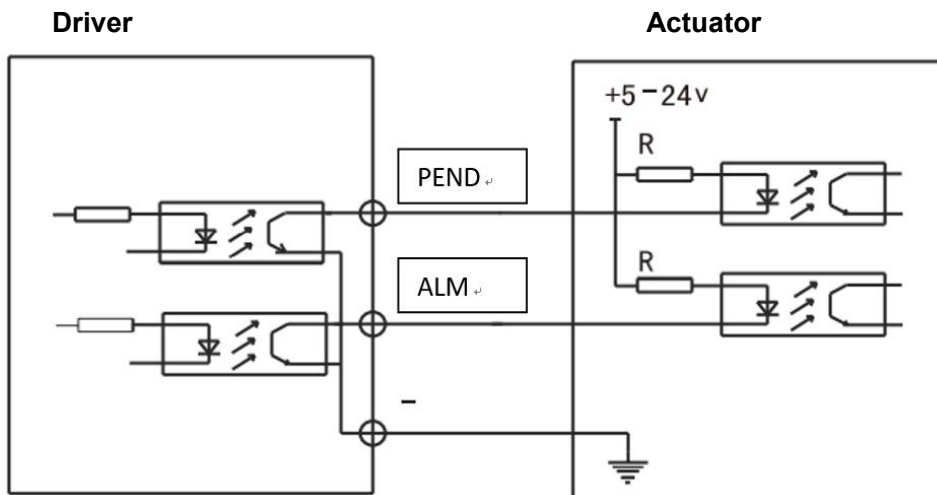 Driver
Actuator
+5-24v
R
PEND
R
ALM
-